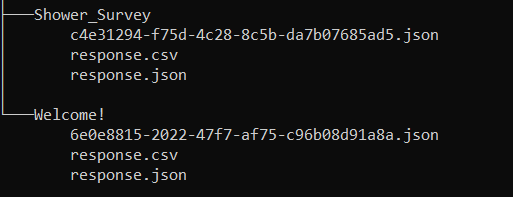 Shower_Survey
c4e31294-f75d-4c28-8c5b-da7b07685ad5.json
response.csv
response.json
Welcome!
6e0e8815-2022-47f7-af75-c96b08d91a8a.json
response.csv
response.json